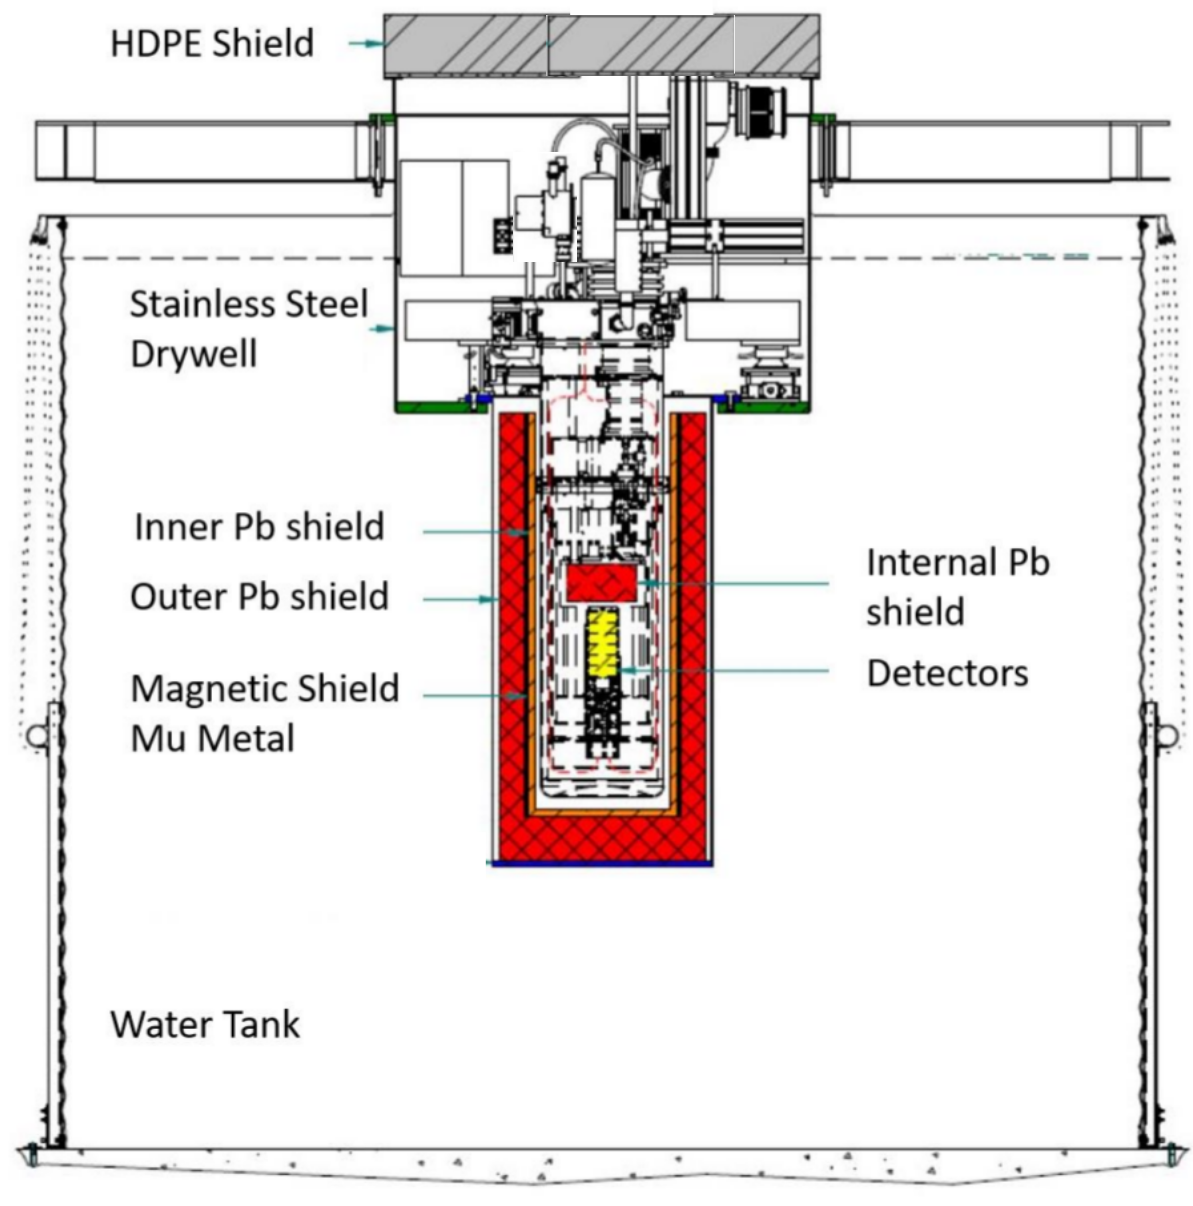 HDPE Shield
Stainless Steel
Drywell
Inner Pb shield
Outer Pb shield
Magnetic Shield
Mu Metal
Internal Pb
shield
Detectors
Water Tank